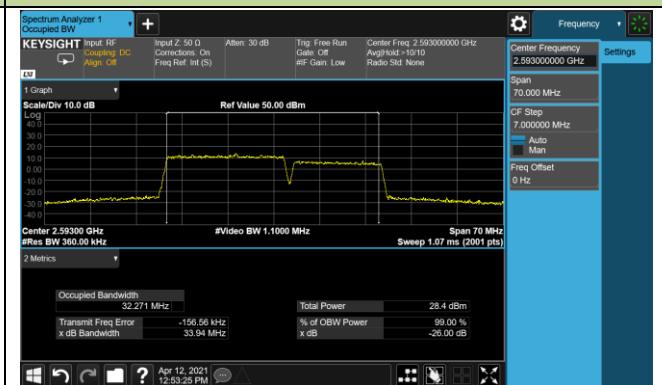 Spectrum Analyzer 1
Occupied BW
+
Frequency
KEYSIGHT Input: RF
Coupling: DC
Align: Off
Input Z: 50 Ω
Corrections: On
Freq Ref: Int (S)
Atten: 30 dB
Trig: Free Run
Gate: Off
#IF Gain: Low
Center Freq: 2.593000000 GHz
Avg|Hold:>10/10
Radio Std: None
LXI
Center Frequency
2.593000000 GHz
Settings
Span
70.000 MHz
CF Step
7.000000 MHz
Auto
Man
Freq Offset
0 Hz
1 Graph
Scale/Div 10.0 dB
Ref Value 50.00 dBm
Log
40.0
30.0
20.0
10.0
0.00
-10.0
-20.0
-30.0
-40.0
Center 2.59300 GHz
#Video BW 1.1000 MHz
Span 70 MHz
#Res BW 360.00 kHz
Sweep 1.07 ms (2001 pts)
2 Metrics
Occupied Bandwidth
32.271 MHz
Total Power 28.4 dBm
Transmit Freq Error -156.56 kHz
% of OBW Power 99.00 %
x dB Bandwidth 33.94 MHz
x dB -26.00 dB
?
Apr 12, 2021
12:53:25 PM